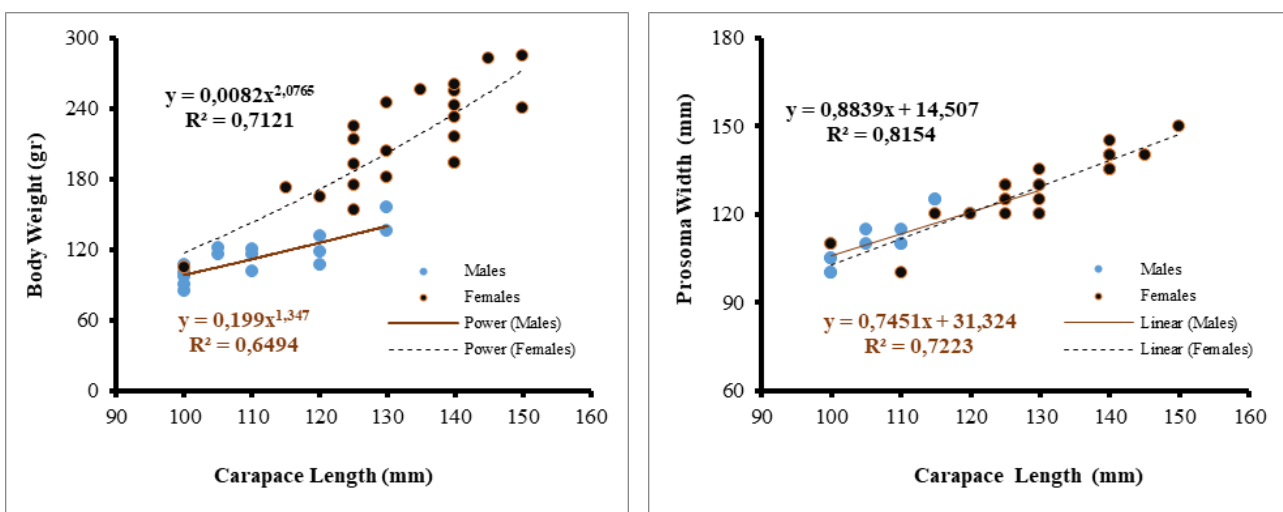 300
240
180
120
60
0
Body Weight (gr)
y = 0,0082x^2,0765
R² = 0,7121
Males
Females
y = 0,199x^1,347
R² = 0,6494
Power (Males)
Power (Females)
90 100 110 120 130 140 150 160
Carapace Length (mm)
180
150
120
90
60
Prosoma Width (mm)
y = 0,8839x + 14,507
R² = 0,8154
Males
Females
y = 0,7451x + 31,324
R² = 0,7223
Linear (Males)
Linear (Females)
90 100 110 120 130 140 150 160
Carapace Length (mm)